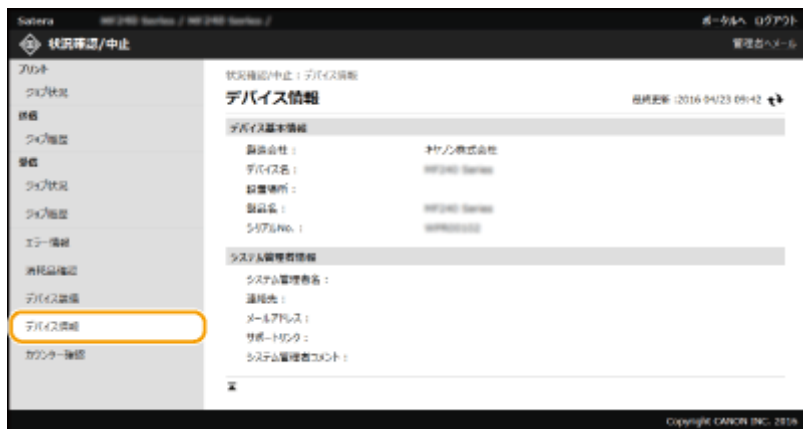 Satera MF240 Series / MF240 Series / ポータルへ ログアウト
状況確認/中止 管理者へメール
プリント
ジョブ状況
送信
ジョブ履歴
受信
ジョブ状況
ジョブ履歴
エラー情報
消耗品確認
デバイス装備
デバイス情報
カウンター確認
状況確認/中止 : デバイス情報
デバイス情報
最終更新 :2016 04/23 09:42
デバイス基本情報
製造会社 : キヤノン株式会社
デバイス名 : MF240 Series
設置場所 :
製品名 : MF240 Series
シリアルNo. :
システム管理者情報
システム管理者名 :
連絡先 :
メールアドレス :
サポートリンク :
システム管理者コメント :
Copyright CANON INC. 2016